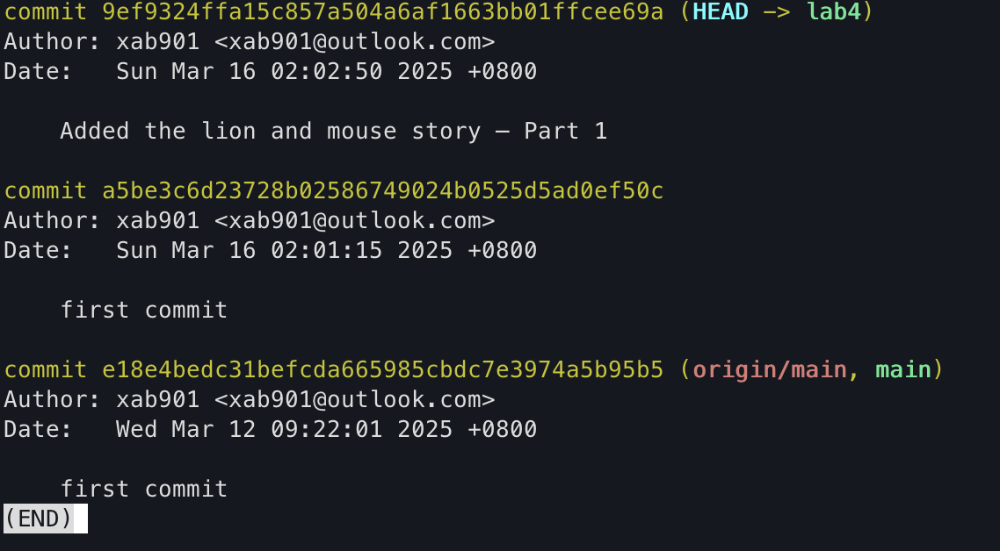 commit 9ef9324ffa15c857a504a6af1663bb01ffcee69a (HEAD -> lab4)
Author: xab901 <xab901@outlook.com>
Date:   Sun Mar 16 02:02:50 2025 +0800
Added the lion and mouse story – Part 1
commit a5be3c6d23728b02586749024b0525d5ad0ef50c
Author: xab901 <xab901@outlook.com>
Date:   Sun Mar 16 02:01:15 2025 +0800
first commit
commit e18e4bedc31befcda665985cbdc7e3974a5b95b5 (origin/main, main)
Author: xab901 <xab901@outlook.com>
Date:   Wed Mar 12 09:22:01 2025 +0800
first commit
(END)